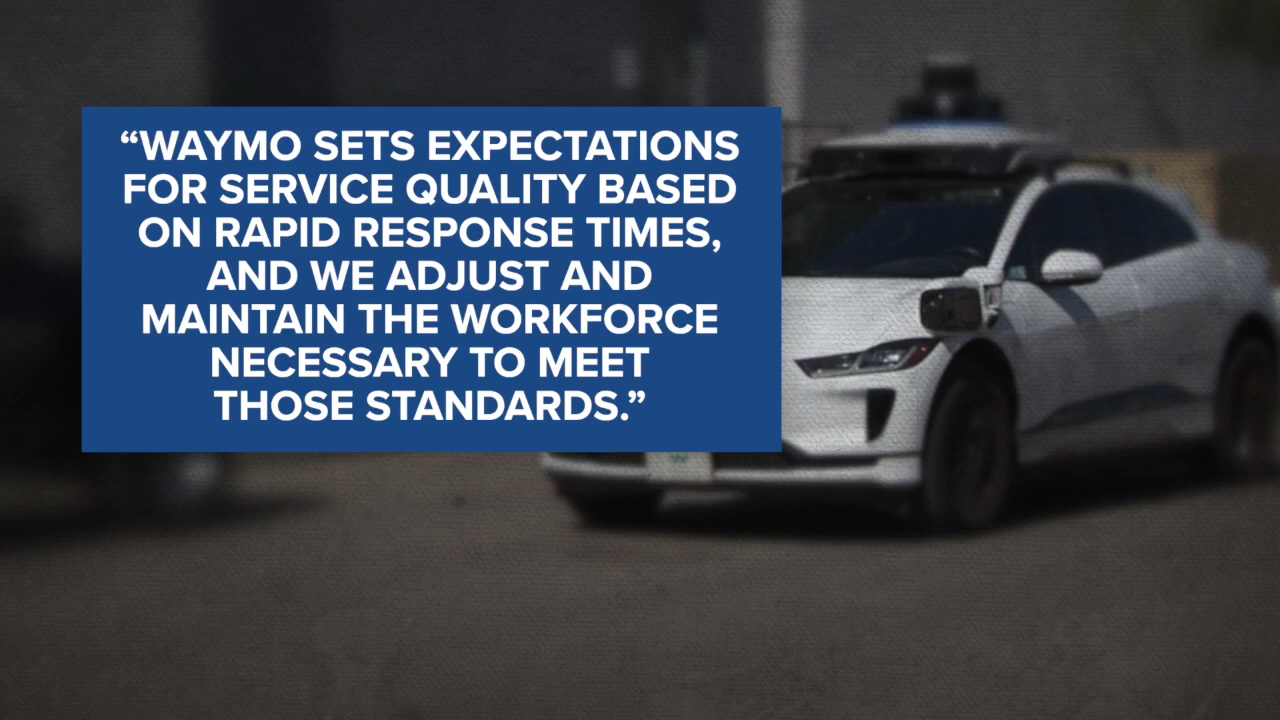 “WAYMO SETS EXPECTATIONS
FOR SERVICE QUALITY BASED
ON RAPID RESPONSE TIMES,
AND WE ADJUST AND
MAINTAIN THE WORKFORCE
NECESSARY TO MEET
THOSE STANDARDS.”